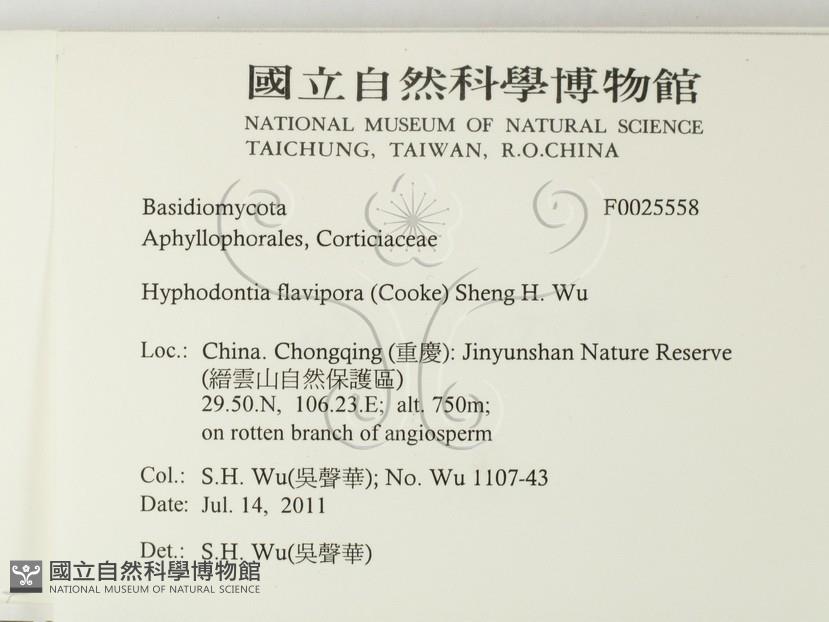 國立自然科學博物館
NATIONAL MUSEUM OF NATURAL SCIENCE
TAICHUNG, TAIWAN, R.O.CHINA
Basidiomycota F0025558
Aphyllophorales, Corticiaceae
Hyphodontia flavipora (Cooke) Sheng H. Wu
Loc.: China. Chongqing (重慶): Jinyunshan Nature Reserve
(縉雲山自然保護區)
29.50.N, 106.23.E; alt. 750m;
on rotten branch of angiosperm
Col.: S.H. Wu(吳聲華); No. Wu 1107-43
Date: Jul. 14, 2011
Det.: S.H. Wu(吳聲華)
國立自然科學博物館
NATIONAL MUSEUM OF NATURAL SCIENCE